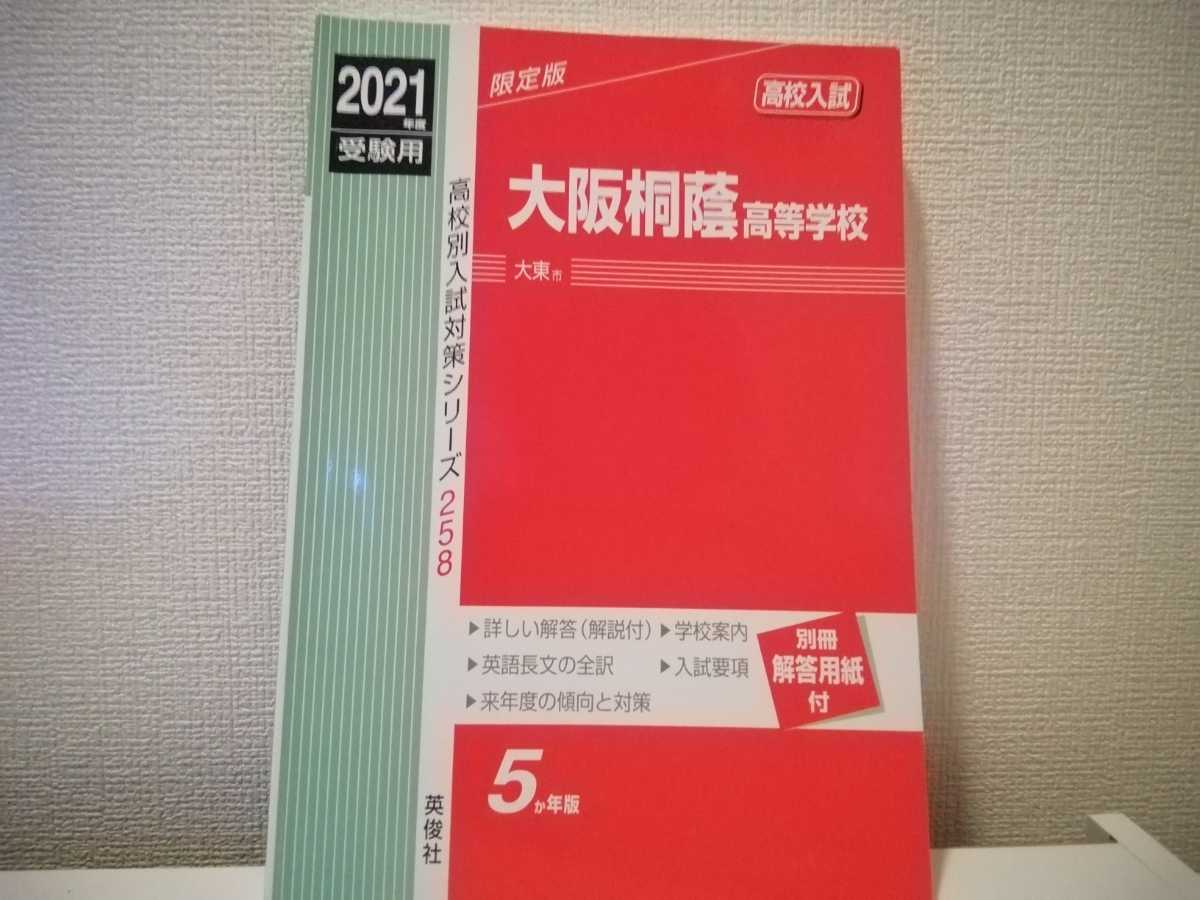 2021
年度
受験用
高校別入試対策シリーズ258
英俊社
限定版
高校入試
大阪桐蔭高等学校
大東市
▶詳しい解答(解説付)
▶学校案内
▶英語長文の全訳
▶入試要項
▶来年度の傾向と対策
別冊
解答用紙
付
5か年版